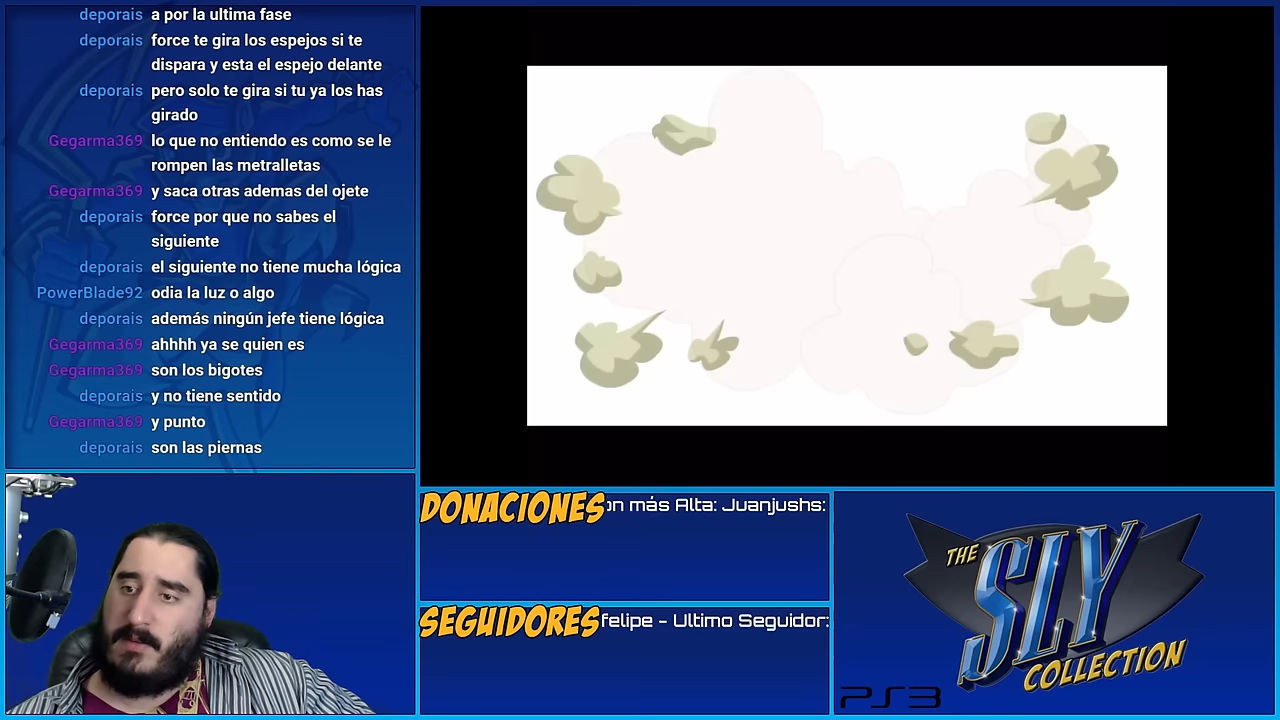 deporais a por la ultima fase
deporais force te gira los espejos si te
dispara y esta el espejo delante
deporais pero solo te gira si tu ya los has
girado
Gegarma369 lo que no entiendo es como se le
rompen las metralletas
Gegarma369 y saca otras ademas del ojete
deporais force por que no sabes el
siguiente
deporais el siguiente no tiene mucha lógica
PowerBlade92 odia la luz o algo
deporais además ningún jefe tiene lógica
Gegarma369 ahhhh ya se quien es
Gegarma369 son los bigotes
deporais y no tiene sentido
Gegarma369 y punto
deporais son las piernas
DONACIONES on más Alta: Juanjushs:
SEGUIDORES felipe - Ultimo Seguidor:
THE
SLY
COLLECTION
PS3